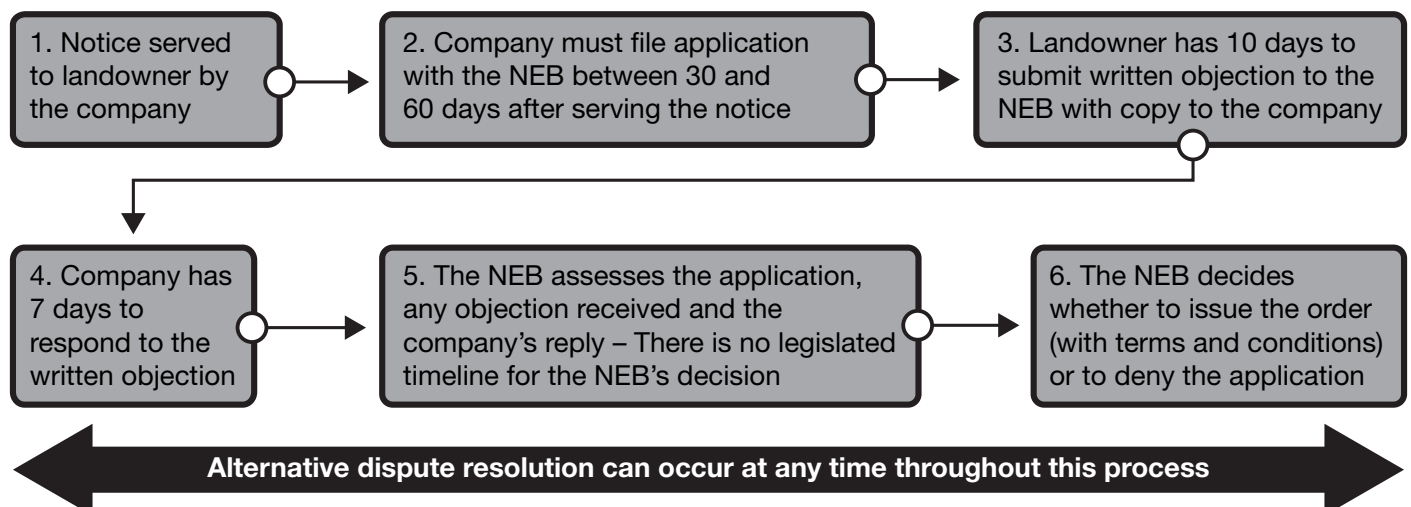 1. Notice served
to landowner by
the company
2. Company must file application
with the NEB between 30 and
60 days after serving the notice
3. Landowner has 10 days to
submit written objection to the
NEB with copy to the company
4. Company has
7 days to
respond to the
written objection
5. The NEB assesses the application,
any objection received and the
company’s reply – There is no legislated
timeline for the NEB’s decision
6. The NEB decides
whether to issue the order
(with terms and conditions)
or to deny the application
Alternative dispute resolution can occur at any time throughout this process